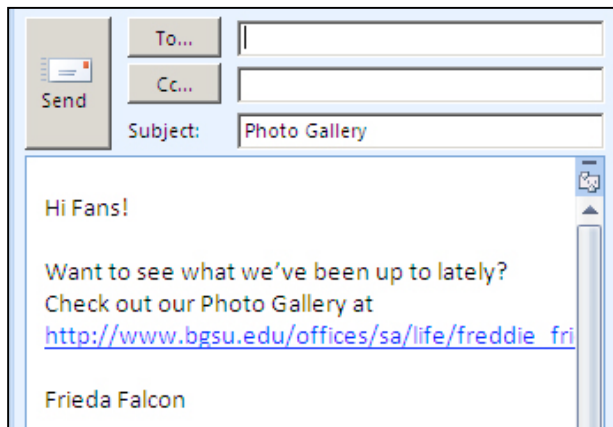 To...
Cc...
Send
Subject: Photo Gallery
Hi Fans!
Want to see what we've been up to lately?
Check out our Photo Gallery at
http://www.bgsu.edu/offices/sa/life/freddie_fri
Frieda Falcon